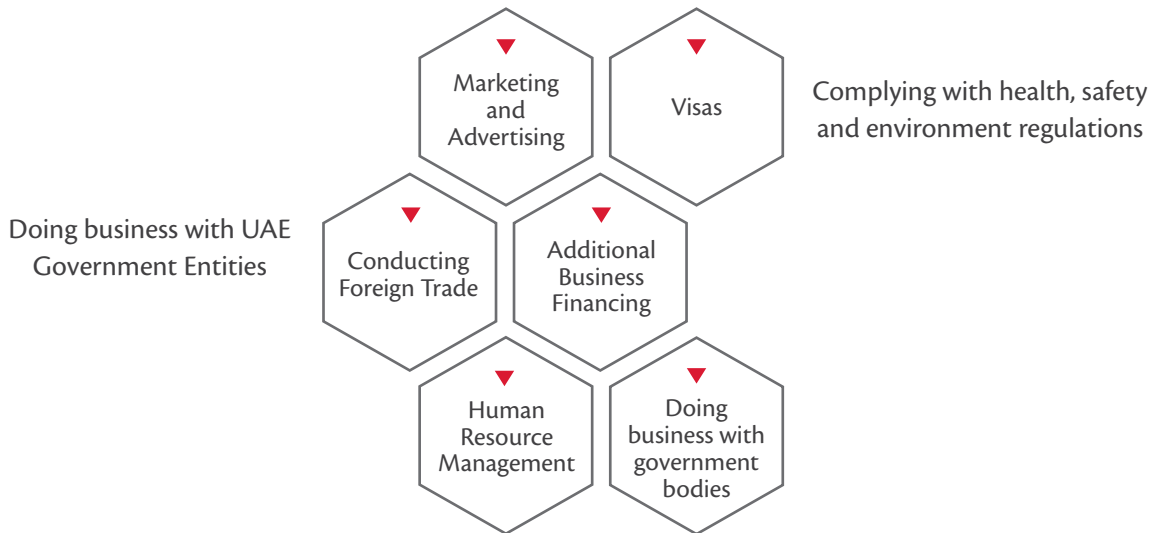 Marketing
and
Advertising
Visas
Complying with health, safety
and environment regulations
Doing business with UAE
Government Entities
Conducting
Foreign Trade
Additional
Business
Financing
Human
Resource
Management
Doing
business with
government
bodies